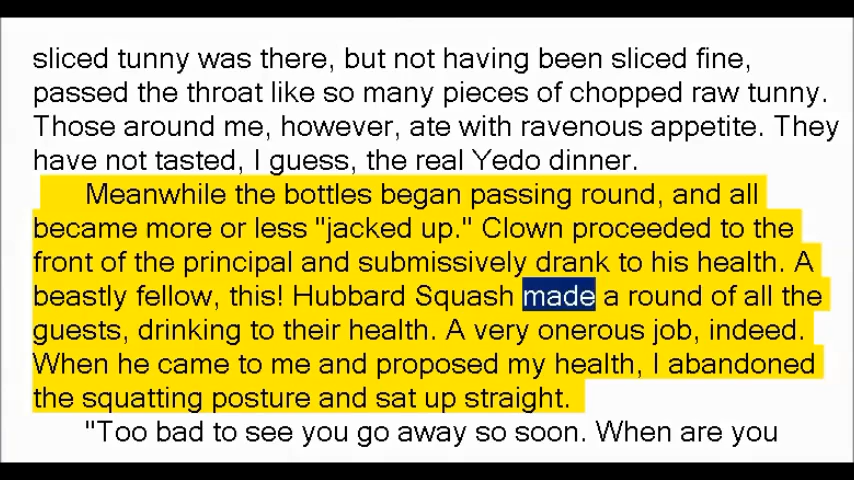 sliced tunny was there, but not having been sliced fine,
passed the throat like so many pieces of chopped raw tunny.
Those around me, however, ate with ravenous appetite. They
have not tasted, I guess, the real Yedo dinner.
Meanwhile the bottles began passing round, and all
became more or less "jacked up." Clown proceeded to the
front of the principal and submissively drank to his health. A
beastly fellow, this! Hubbard Squash made a round of all the
guests, drinking to their health. A very onerous job, indeed.
When he came to me and proposed my health, I abandoned
the squatting posture and sat up straight.
"Too bad to see you go away so soon. When are you